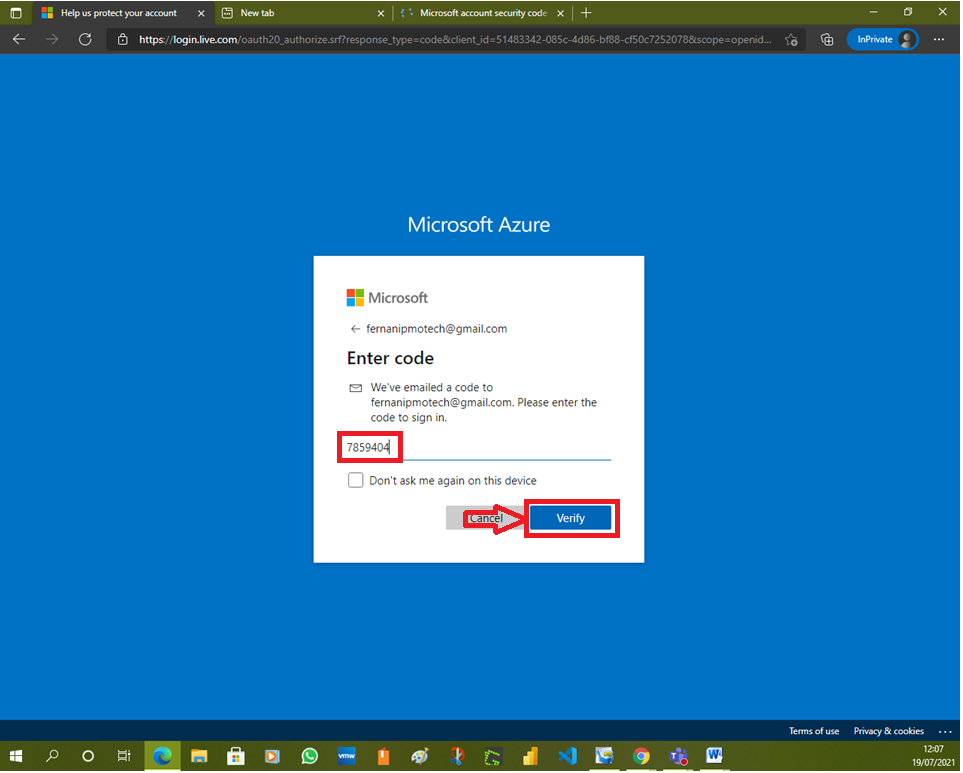 Help us protect your account
New tab
Microsoft account security code
https://login.live.com/oauth20_authorize.srf?response_type=code&client_id=51483342-085c-4d86-bf88-cf50c7252078&scope=openid...
InPrivate
Microsoft Azure
Microsoft
fernanipmotech@gmail.com
Enter code
We've emailed a code to
fernanipmotech@gmail.com. Please enter the
code to sign in.
7859404
Don't ask me again on this device
Cancel
Verify
Terms of use Privacy & cookies ...
vmw
12:07
19/07/2021